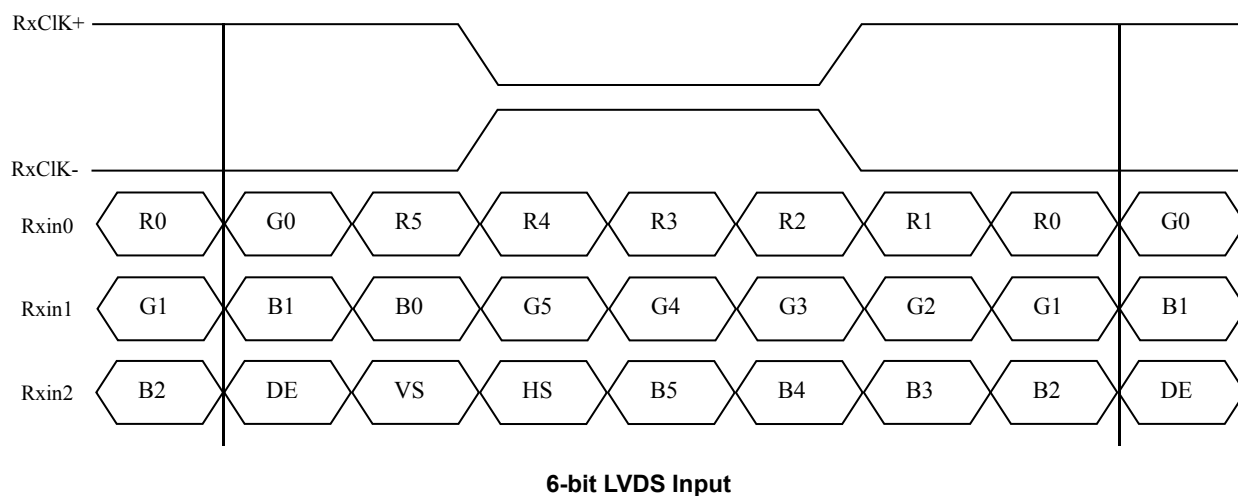 RxClK+
RxClK-
Rxin0 R0 G0 R5 R4 R3 R2 R1 R0 G0
Rxin1 G1 B1 B0 G5 G4 G3 G2 G1 B1
Rxin2 B2 DE VS HS B5 B4 B3 B2 DE
6-bit LVDS Input